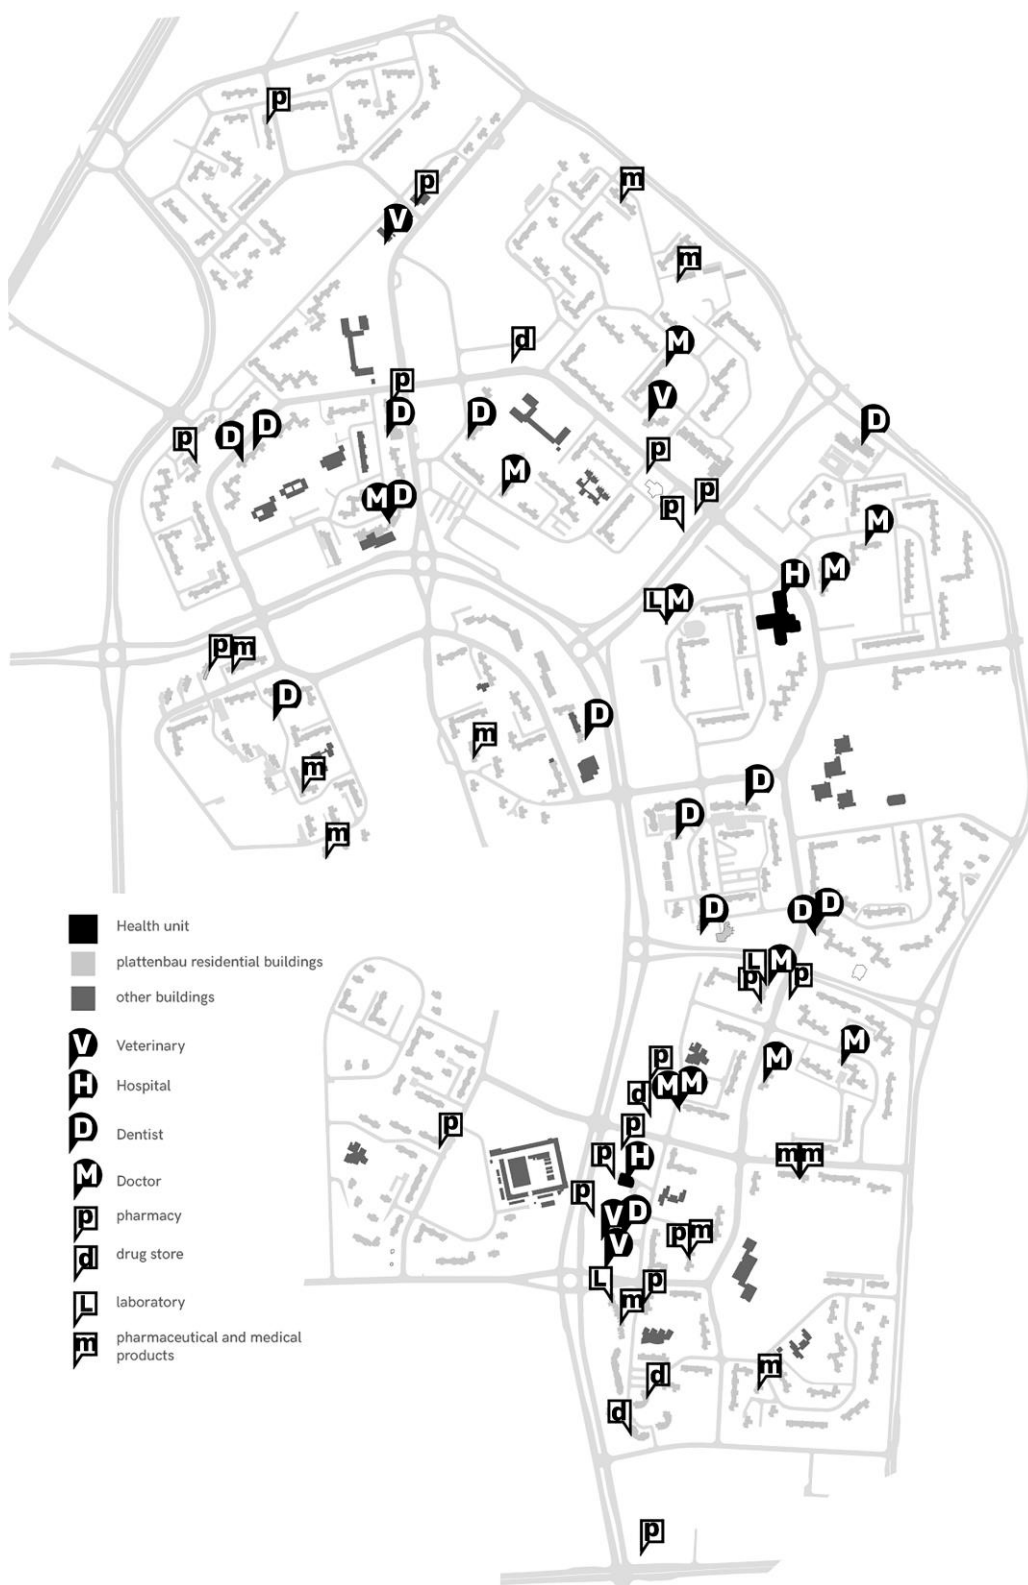 p
p
m
V
m
d
M
p
V
D
D
D
D
D
p
p
M
p
M
D
p
M
H
M
L
M
p
m
D
D
m
m
D
m
D
D
D
D
L
M
p
p
M
M
p
M
M
d
p
p
p
H
m
m
p
V
D
p
m
V
L
p
m
m
d
d
p
Health unit
plattenbau residential buildings
other buildings
V Veterinary
H Hospital
D Dentist
M Doctor
p pharmacy
d drug store
L laboratory
m pharmaceutical and medical
products